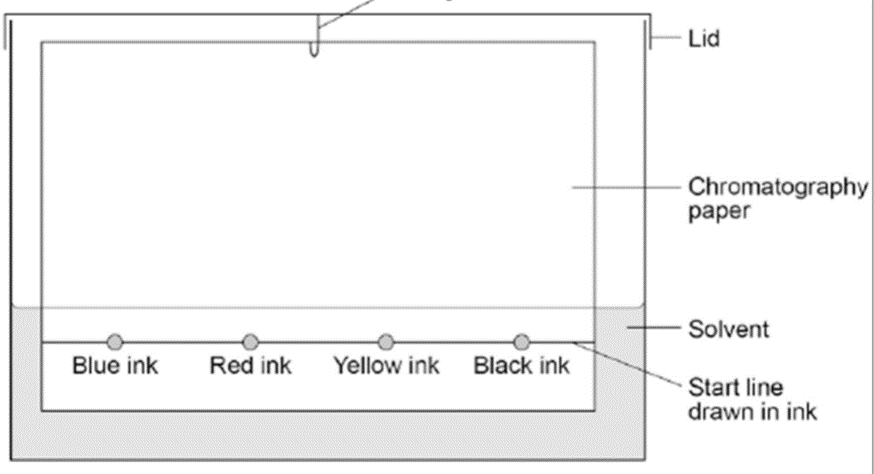 Lid
Chromatography
paper
Solvent
Blue ink
Red ink
Yellow ink
Black ink
Start line
drawn in ink